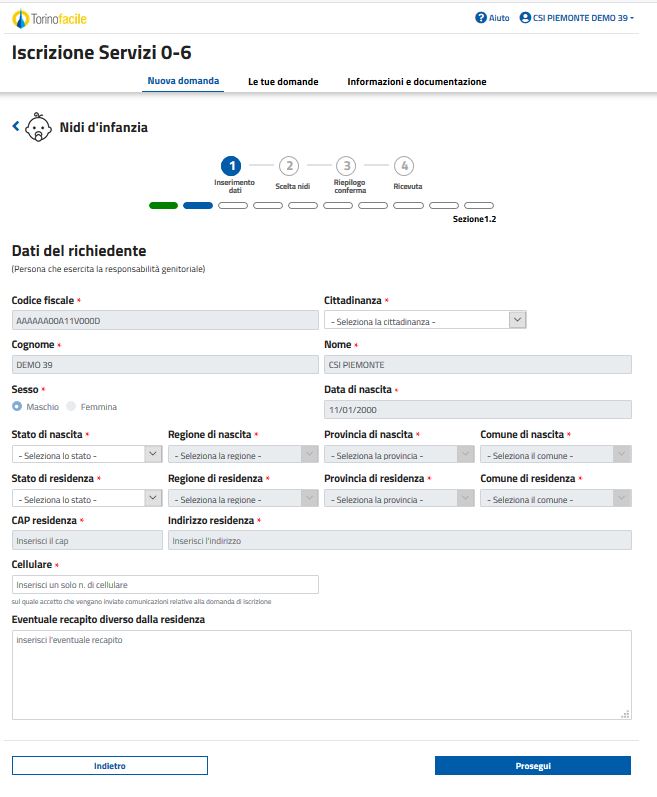 Torinofacile
Aiuto CSI PIEMONTE DEMO 39
Iscrizione Servizi 0-6
Nuova domanda Le tue domande Informazioni e documentazione
Nidi d'infanzia
1 2 3 4
Inserimento dati Scelta nidi Riepilogo conferma Ricevuta
Sezione1.2
Dati del richiedente
(Persona che esercita la responsabilità genitoriale)
Codice fiscale * Cittadinanza *
AAAAAA00A11V000D - Seleziona la cittadinanza -
Cognome * Nome *
DEMO 39 CSI PIEMONTE
Sesso * Data di nascita *
Maschio Femmina 11/01/2000
Stato di nascita * Regione di nascita * Provincia di nascita * Comune di nascita *
- Seleziona lo stato - - Seleziona la regione - - Seleziona la provincia - - Seleziona il comune -
Stato di residenza * Regione di residenza * Provincia di residenza * Comune di residenza *
- Seleziona lo stato - - Seleziona la regione - - Seleziona la provincia - - Seleziona il comune -
CAP residenza * Indirizzo residenza *
Inserisci il cap Inserisci l'indirizzo
Cellulare *
Inserisci un solo n. di cellulare
sul quale accetto che vengano inviate comunicazioni relative alla domanda di iscrizione
Eventuale recapito diverso dalla residenza
inserisci l'eventuale recapito
Indietro Prosegui